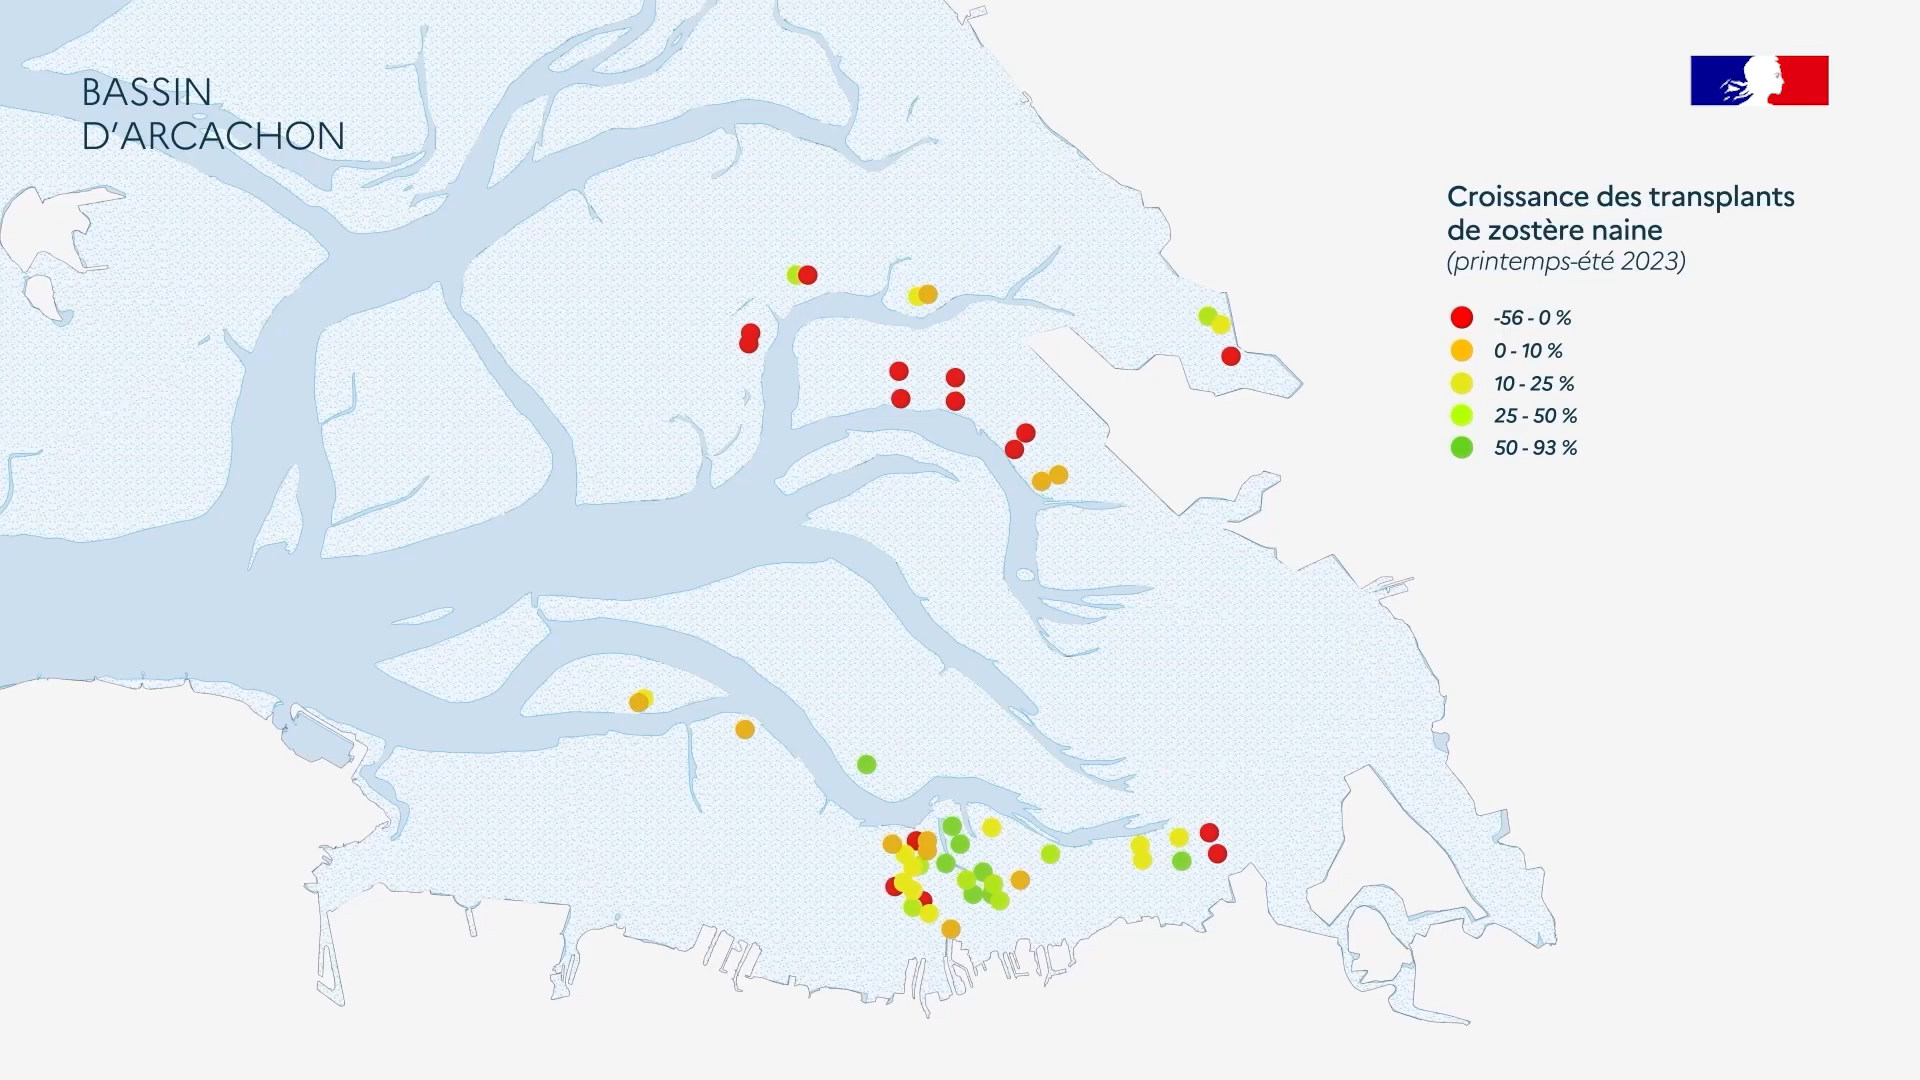 BASSIN
D'ARCACHON
Croissance des transplants
de zostère naine
(printemps-été 2023)
-56 - 0 %
0 - 10 %
10 - 25 %
25 - 50 %
50 - 93 %